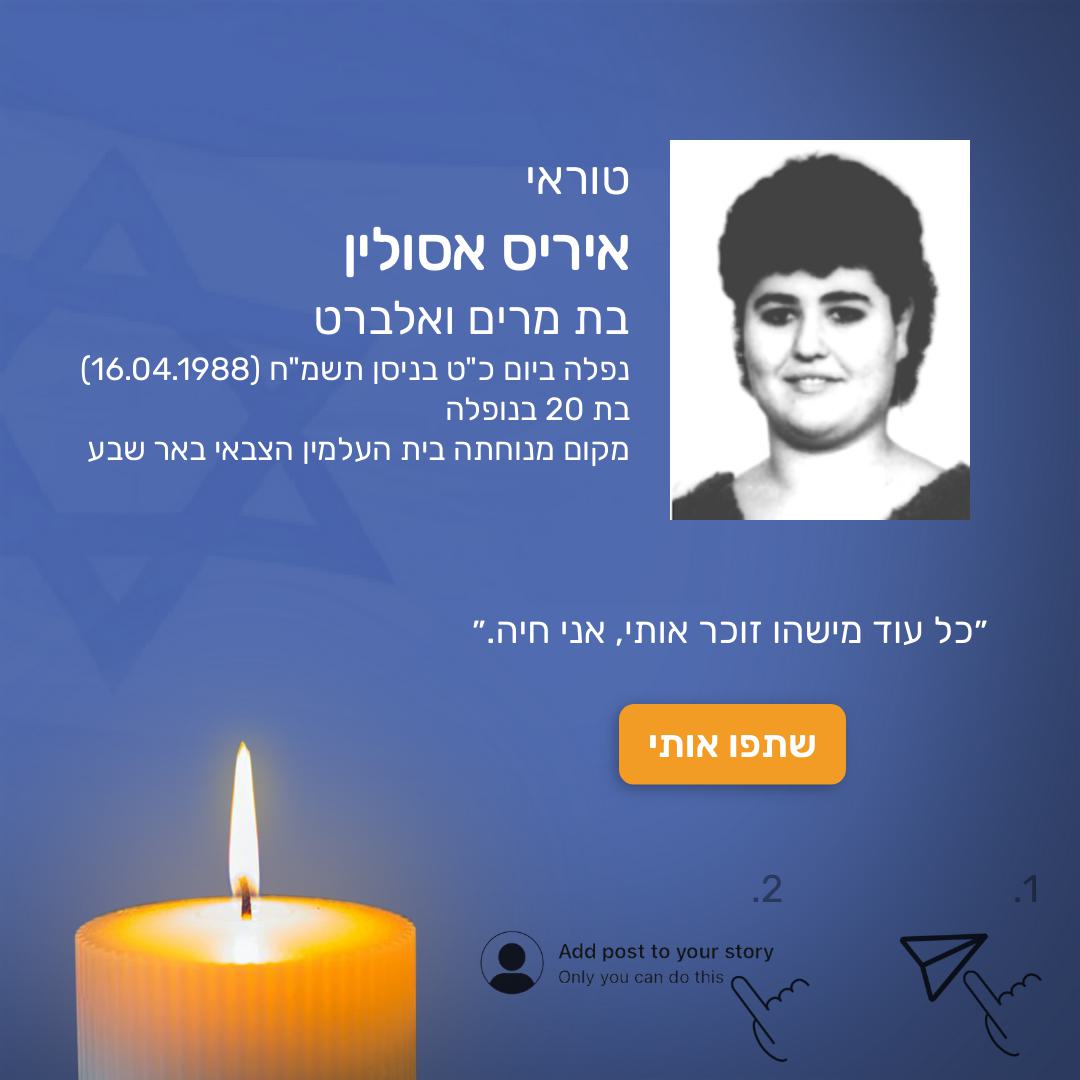 טוראי
איריס אסולין
בת מרים ואלברט
נפלה ביום כ"ט בניסן תשמ"ח (16.04.1988)
בת 20 בנופלה
מקום מנוחתה בית העלמין הצבאי באר שבע
״כל עוד מישהו זוכר אותי, אני חיה.״
שתפו אותי
.1
.2
Add post to your story
Only you can do this